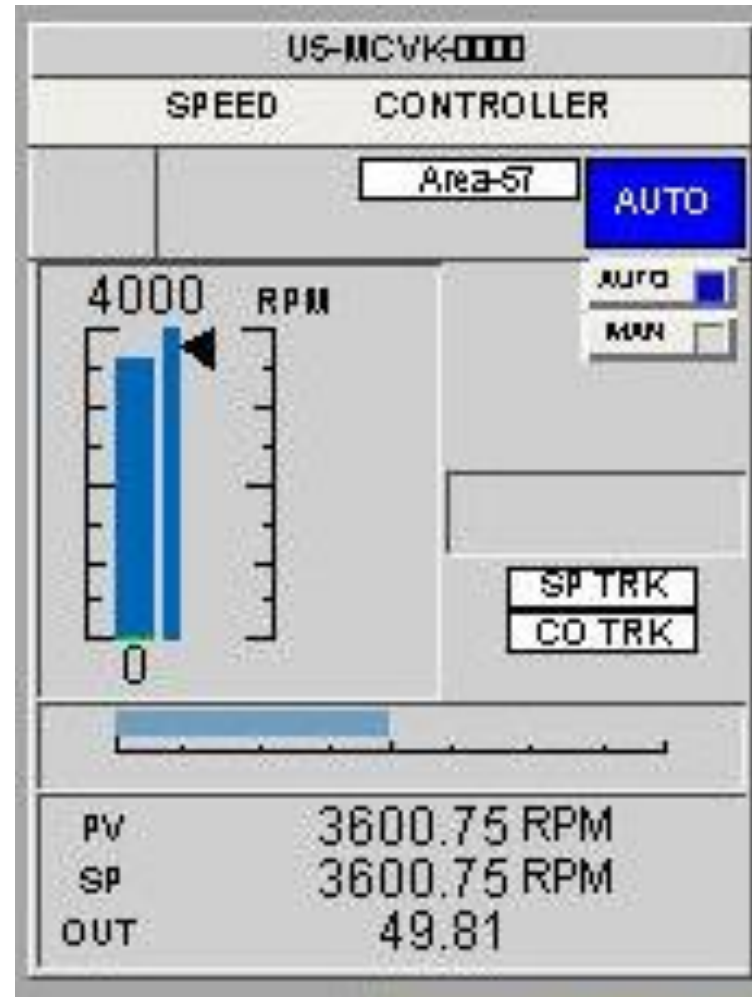 SPEED CONTROLLER
Area-57
AUTO
4000 RPM
AUTO
MAN
SP TRK
CO TRK
0
PV 3600.75 RPM
SP 3600.75 RPM
OUT 49.81